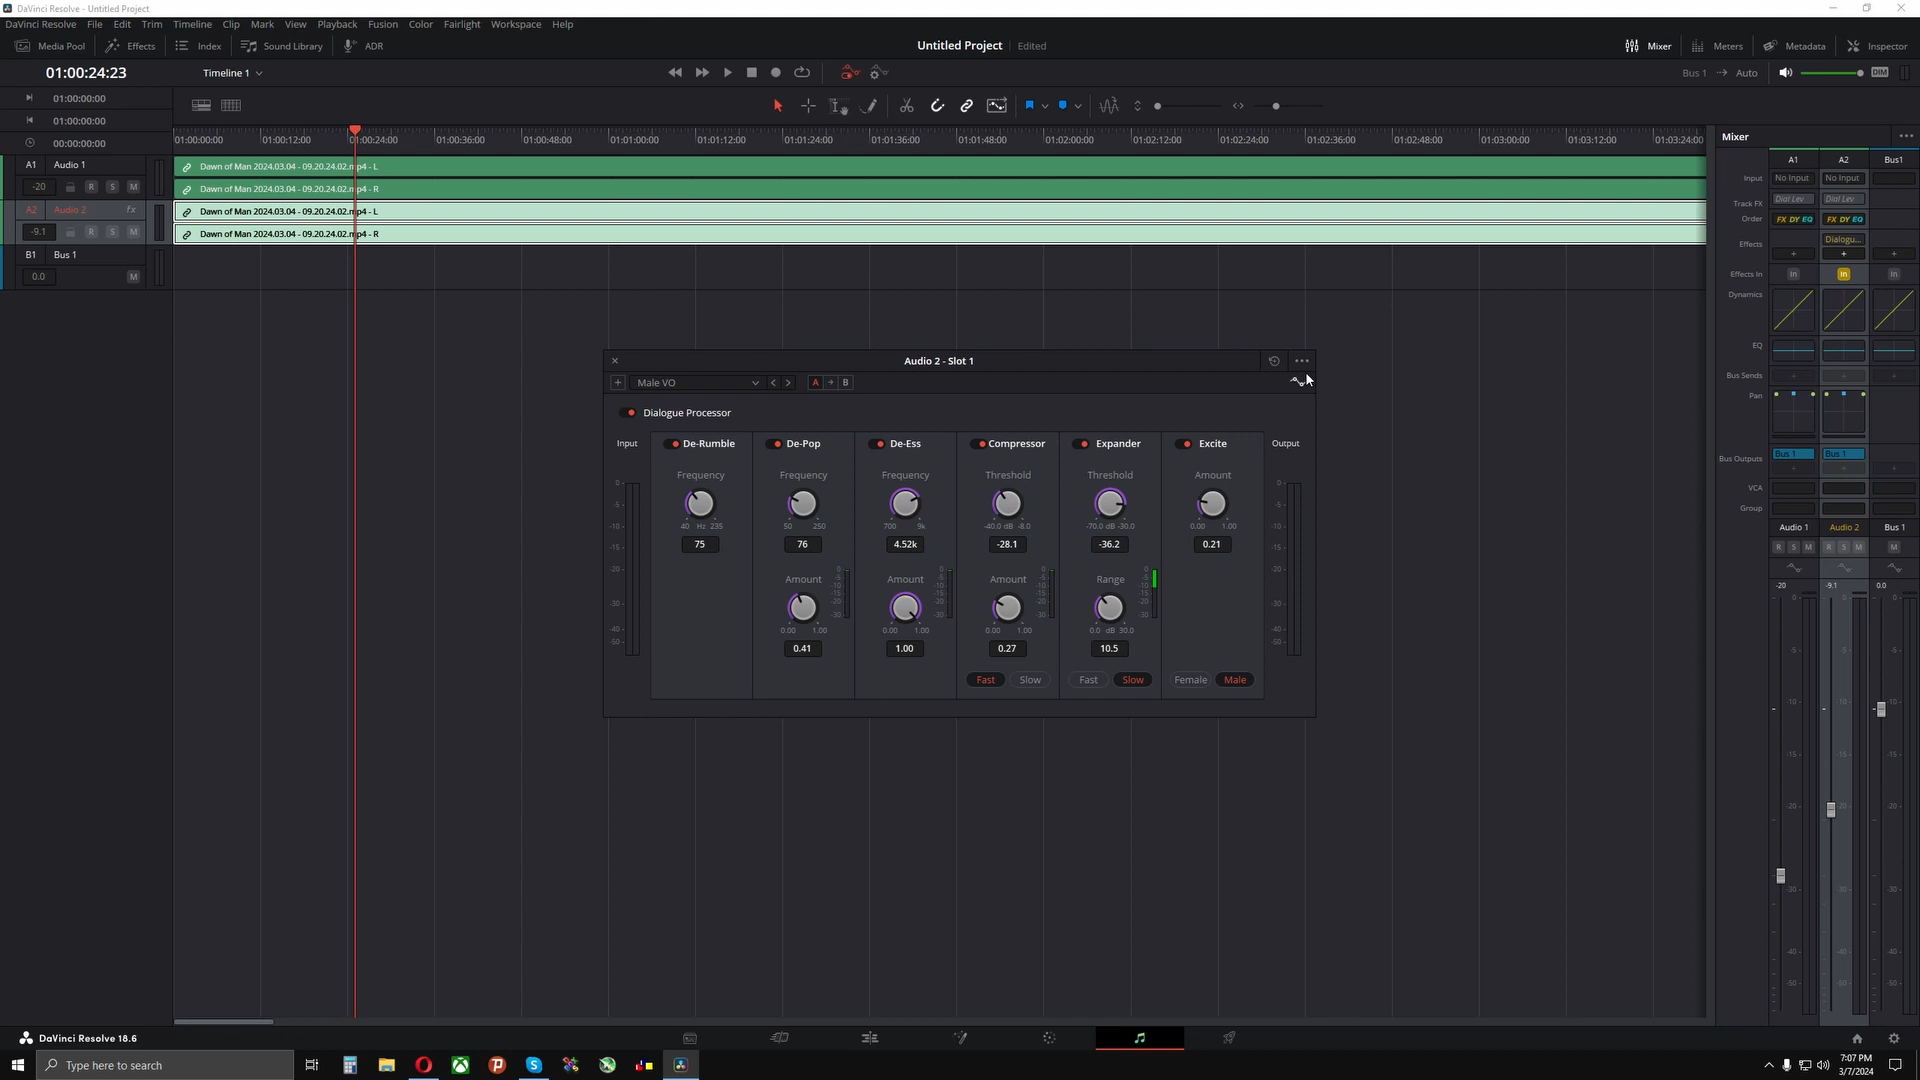 DaVinci Resolve - Untitled Project
DaVinci Resolve File Edit Trim Timeline Clip Mark View Playback Fusion Color Fairlight Workspace Help
Media Pool Effects Index Sound Library ADR Untitled Project Edited Mixer Meters Metadata Inspector
01:00:24:23 Timeline 1 Bus 1 Auto DIM
01:00:00:00
01:00:00:00
00:00:00:00
01:00:00:00 01:00:12:00 01:00:24:00 01:00:36:00 01:00:48:00 01:01:00:00 01:01:12:00 01:01:24:00 01:01:36:00 01:01:48:00 01:02:00:00 01:02:12:00 01:02:24:00 01:02:36:00 01:02:48:00 01:03:00:00 01:03:12:00 01:03:24:00
A1 Audio 1
-20 R S M
Dawn of Man 2024.03.04 - 09.20.24.02.mp4 - L
Dawn of Man 2024.03.04 - 09.20.24.02.mp4 - R
A2 Audio 2 fx
-9.1 R S M
Dawn of Man 2024.03.04 - 09.20.24.02.mp4 - L
Dawn of Man 2024.03.04 - 09.20.24.02.mp4 - R
B1 Bus 1
0.0 M
Audio 2 - Slot 1
Male VO A B
Dialogue Processor
Input De-Rumble De-Pop De-Ess Compressor Expander Excite Output
Frequency Frequency Frequency Threshold Threshold Amount
40 Hz 235 50 250 700 9k -40.0 dB -8.0 -70.0 dB -30.0 0.00 1.00
75 76 4.52k -28.1 -36.2 0.21
Amount Amount Amount Range
0.00 1.00 0.00 1.00 0.00 1.00 0.0 dB 30.0
0.41 1.00 0.27 10.5
Fast Slow Fast Slow Female Male
Mixer
A1 A2 Bus1
Input No Input No Input
Track FX Dial Lev Dial Lev
Order FX DY EQ FX DY EQ
Effects Dialogu...
Effects In In In In
Dynamics
EQ
Bus Sends
Pan
Bus Outputs Bus 1 Bus 1
VCA
Group
Audio 1 Audio 2 Bus 1
R S M R S M M
-20 -9.1 0.0
DaVinci Resolve 18.6
Type here to search
7:07 PM
3/7/2024